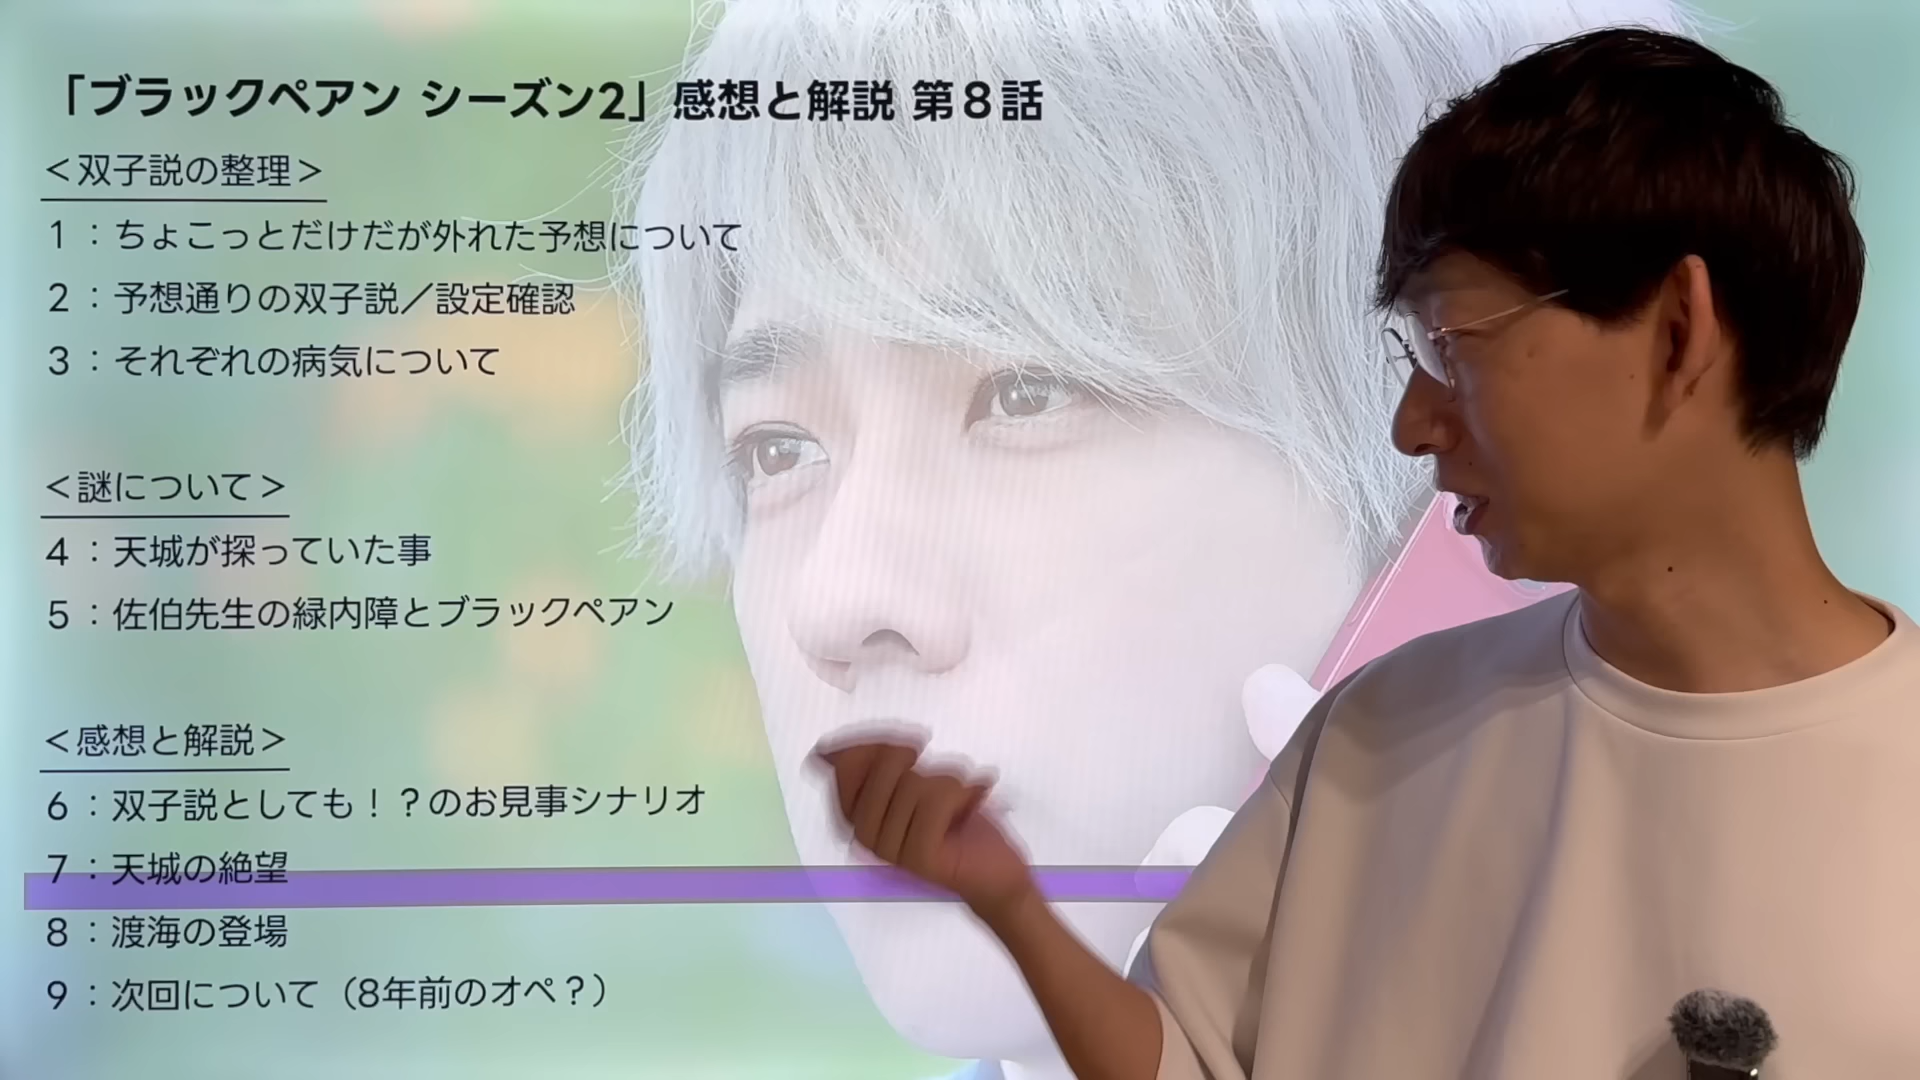 「ブラックペアン シーズン2」感想と解説 第８話
＜双子説の整理＞
１：ちょこっとだけだが外れた予想について
２：予想通りの双子説／設定確認
３：それぞれの病気について
＜謎について＞
４：天城が探っていた事
５：佐伯先生の緑内障とブラックペアン
＜感想と解説＞
６：双子説としても！？のお見事シナリオ
７：天城の絶望
８：渡海の登場
９：次回について（8年前のオペ？）